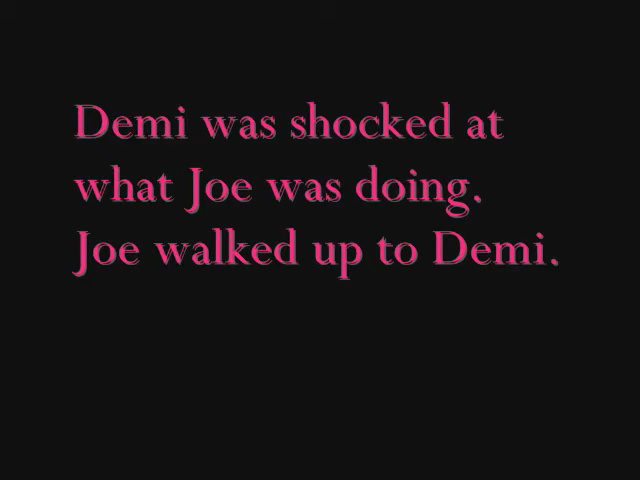 Demi was shocked at
what Joe was doing.
Joe walked up to Demi.